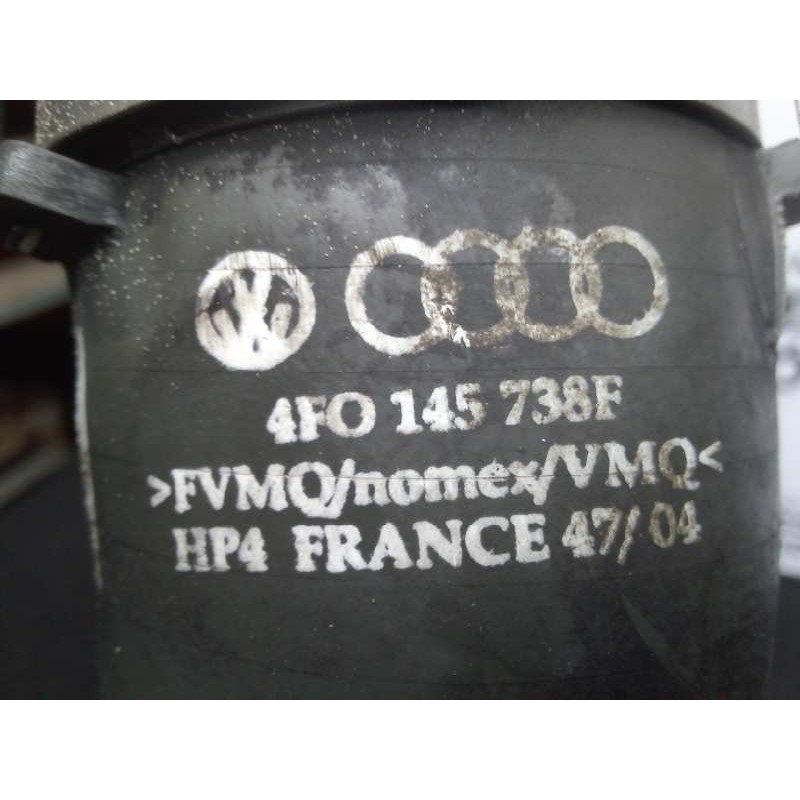 4FO 145 738F
>FVMQ/nomex/VMQ<
HP4 FRANCE 47/04